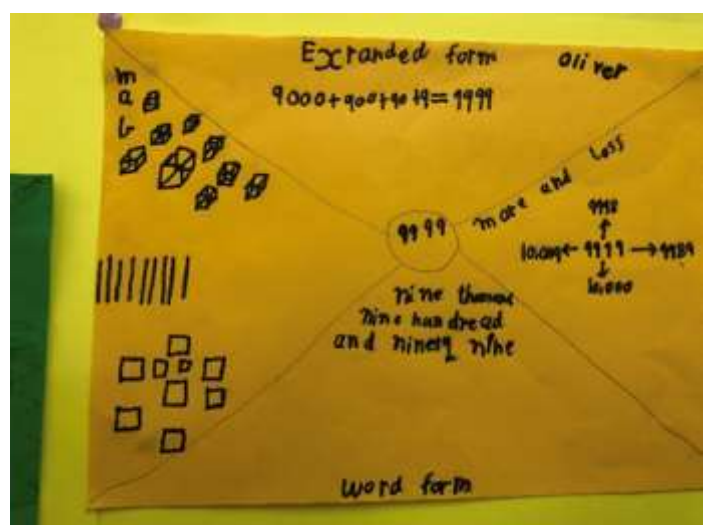 Expanded form
Oliver
9000+900+90+9=9999
m
a
b
9999
more and less
9998
10,009 ← 9999 → 9989
10,000
nine thousand
nine hundread
and ninety nine
word form